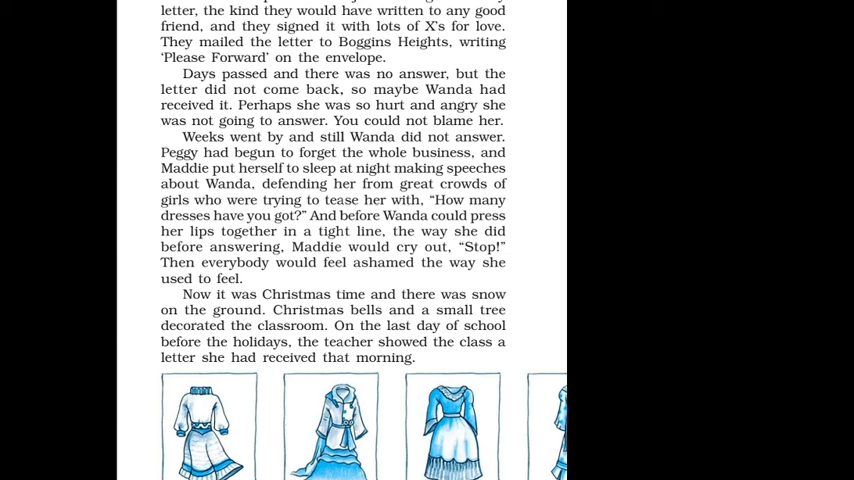 letter, the kind they would have written to any good
friend, and they signed it with lots of X's for love.
They mailed the letter to Boggins Heights, writing
‘Please Forward’ on the envelope.
Days passed and there was no answer, but the
letter did not come back, so maybe Wanda had
received it. Perhaps she was so hurt and angry she
was not going to answer. You could not blame her.
Weeks went by and still Wanda did not answer.
Peggy had begun to forget the whole business, and
Maddie put herself to sleep at night making speeches
about Wanda, defending her from great crowds of
girls who were trying to tease her with, “How many
dresses have you got?” And before Wanda could press
her lips together in a tight line, the way she did
before answering, Maddie would cry out, “Stop!”
Then everybody would feel ashamed the way she
used to feel.
Now it was Christmas time and there was snow
on the ground. Christmas bells and a small tree
decorated the classroom. On the last day of school
before the holidays, the teacher showed the class a
letter she had received that morning.